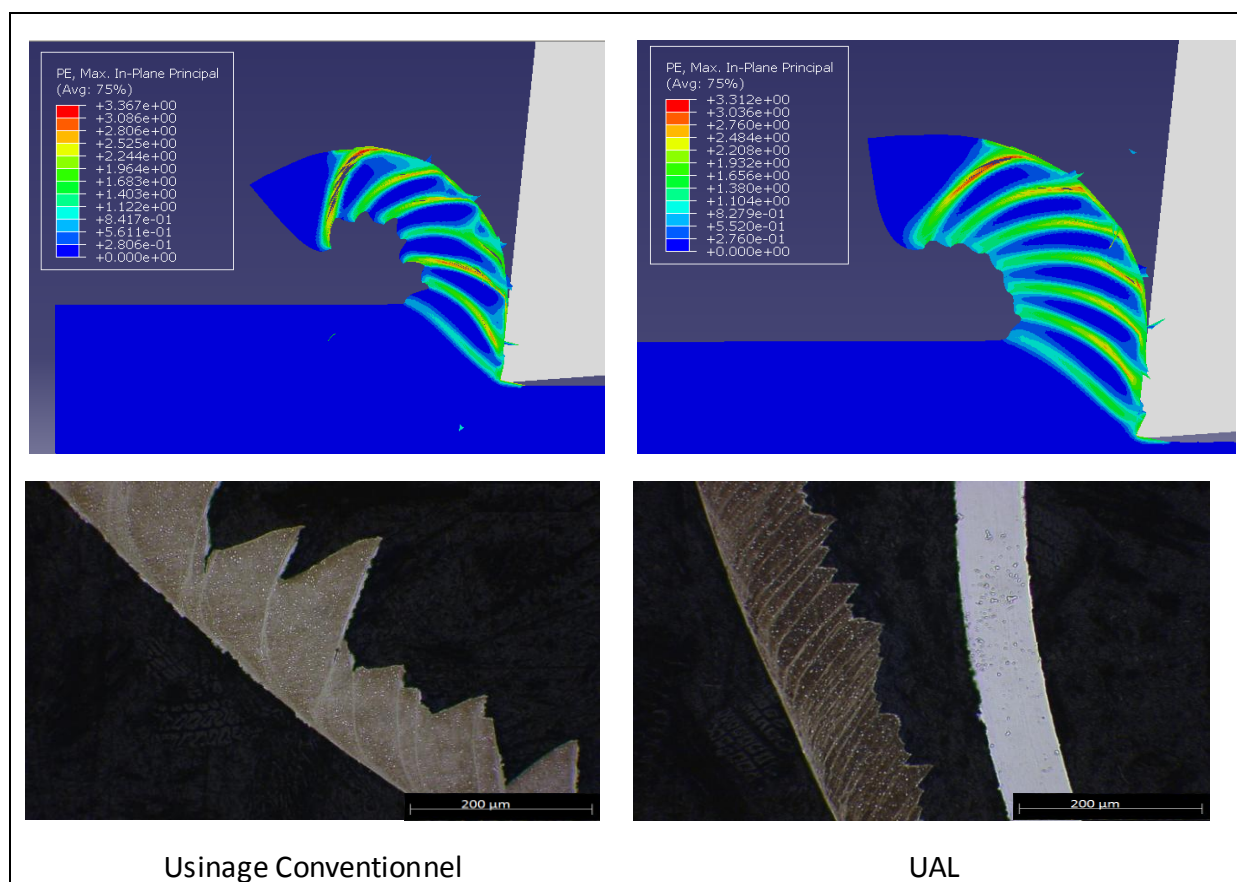 PE, Max. In-Plane Principal
(Avg: 75%)
+3.367e+00
+3.086e+00
+2.806e+00
+2.525e+00
+2.244e+00
+1.964e+00
+1.683e+00
+1.403e+00
+1.122e+00
+8.417e-01
+5.611e-01
+2.806e-01
+0.000e+00
PE, Max. In-Plane Principal
(Avg: 75%)
+3.312e+00
+3.036e+00
+2.760e+00
+2.484e+00
+2.208e+00
+1.932e+00
+1.656e+00
+1.380e+00
+1.104e+00
+8.279e-01
+5.520e-01
+2.760e-01
+0.000e+00
200 µm
200 µm
Usinage Conventionnel
UAL